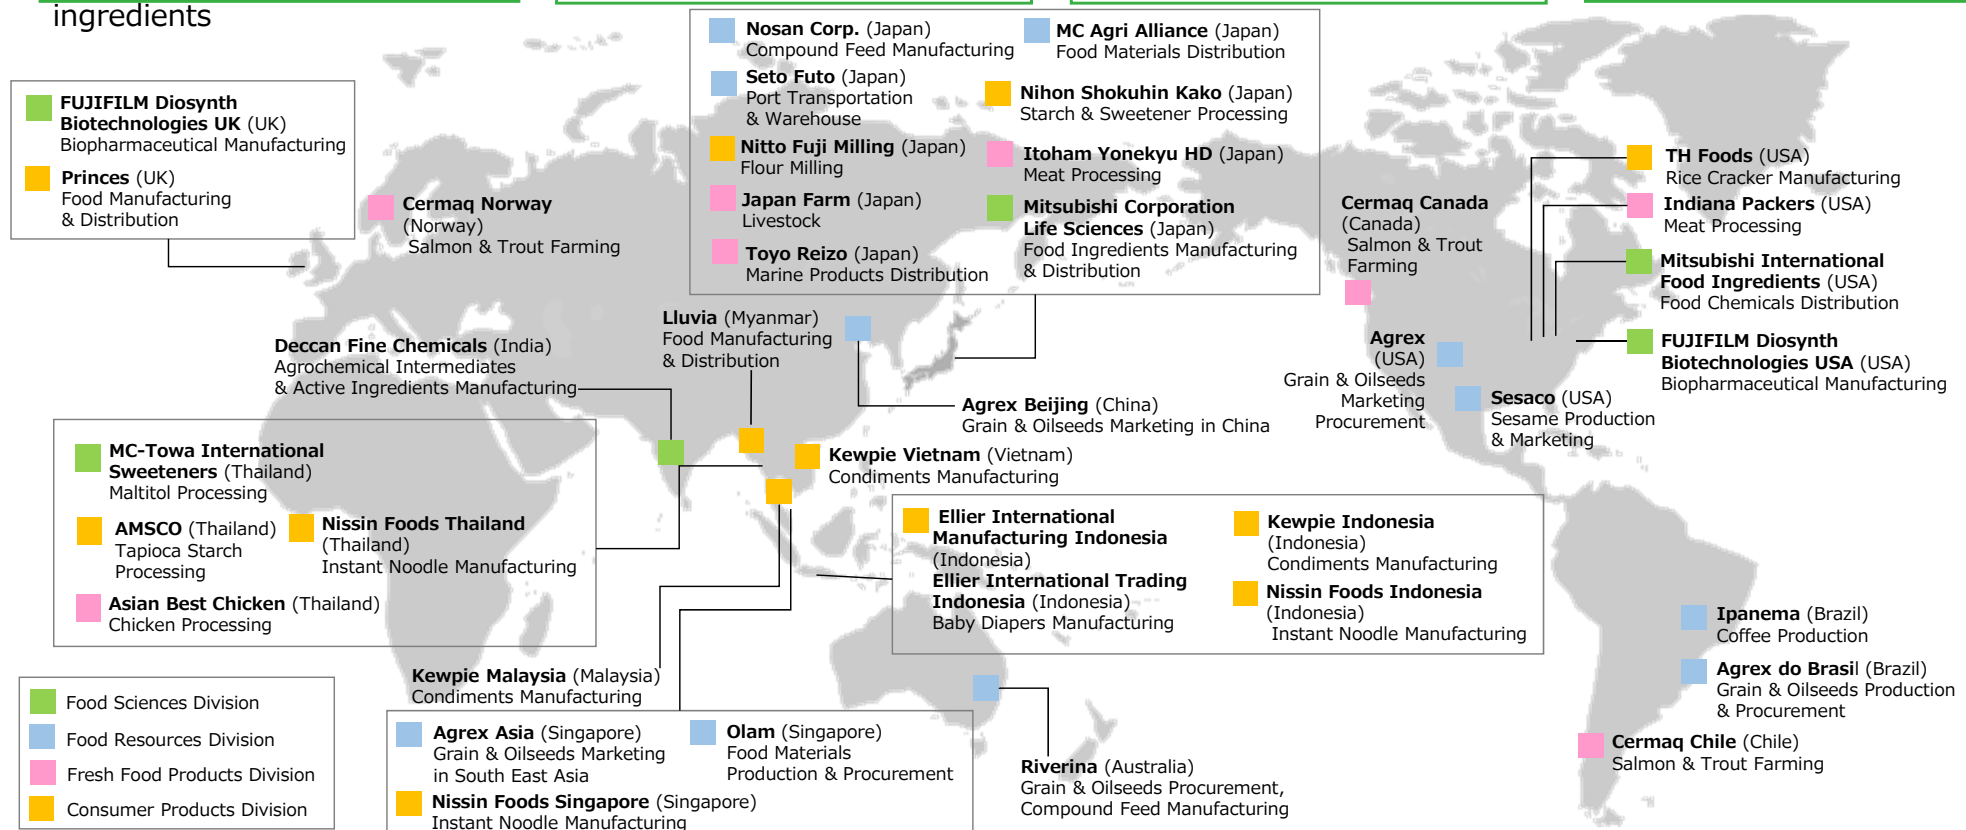 ingredients
FUJIFILM Diosynth
Biotechnologies UK (UK)
Biopharmaceutical Manufacturing
Princes (UK)
Food Manufacturing
& Distribution
Cermaq Norway
(Norway)
Salmon & Trout Farming
Nosan Corp. (Japan)
Compound Feed Manufacturing
Seto Futo (Japan)
Port Transportation
& Warehouse
Nitto Fuji Milling (Japan)
Flour Milling
Japan Farm (Japan)
Livestock
Toyo Reizo (Japan)
Marine Products Distribution
MC Agri Alliance (Japan)
Food Materials Distribution
Nihon Shokuhin Kako (Japan)
Starch & Sweetener Processing
Itoham Yonekyu HD (Japan)
Meat Processing
Mitsubishi Corporation
Life Sciences (Japan)
Food Ingredients Manufacturing
& Distribution
Cermaq Canada
(Canada)
Salmon & Trout
Farming
TH Foods (USA)
Rice Cracker Manufacturing
Indiana Packers (USA)
Meat Processing
Mitsubishi International
Food Ingredients (USA)
Food Chemicals Distribution
FUJIFILM Diosynth
Biotechnologies USA (USA)
Biopharmaceutical Manufacturing
Agrex
(USA)
Grain & Oilseeds
Marketing
Procurement
Sesaco (USA)
Sesame Production
& Marketing
Lluvia (Myanmar)
Food Manufacturing
& Distribution
Deccan Fine Chemicals (India)
Agrochemical Intermediates
& Active Ingredients Manufacturing
Agrex Beijing (China)
Grain & Oilseeds Marketing in China
Kewpie Vietnam (Vietnam)
Condiments Manufacturing
MC-Towa International
Sweeteners (Thailand)
Maltitol Processing
AMSCO (Thailand)
Tapioca Starch
Processing
Nissin Foods Thailand
(Thailand)
Instant Noodle Manufacturing
Asian Best Chicken (Thailand)
Chicken Processing
Ellier International
Manufacturing Indonesia
(Indonesia)
Ellier International Trading
Indonesia (Indonesia)
Baby Diapers Manufacturing
Kewpie Indonesia
(Indonesia)
Condiments Manufacturing
Nissin Foods Indonesia
(Indonesia)
Instant Noodle Manufacturing
Ipanema (Brazil)
Coffee Production
Agrex do Brasil (Brazil)
Grain & Oilseeds Production
& Procurement
Cermaq Chile (Chile)
Salmon & Trout Farming
Kewpie Malaysia (Malaysia)
Condiments Manufacturing
Food Sciences Division
Food Resources Division
Fresh Food Products Division
Consumer Products Division
Agrex Asia (Singapore)
Grain & Oilseeds Marketing
in South East Asia
Olam (Singapore)
Food Materials
Production & Procurement
Nissin Foods Singapore (Singapore)
Instant Noodle Manufacturing
Riverina (Australia)
Grain & Oilseeds Procurement,
Compound Feed Manufacturing